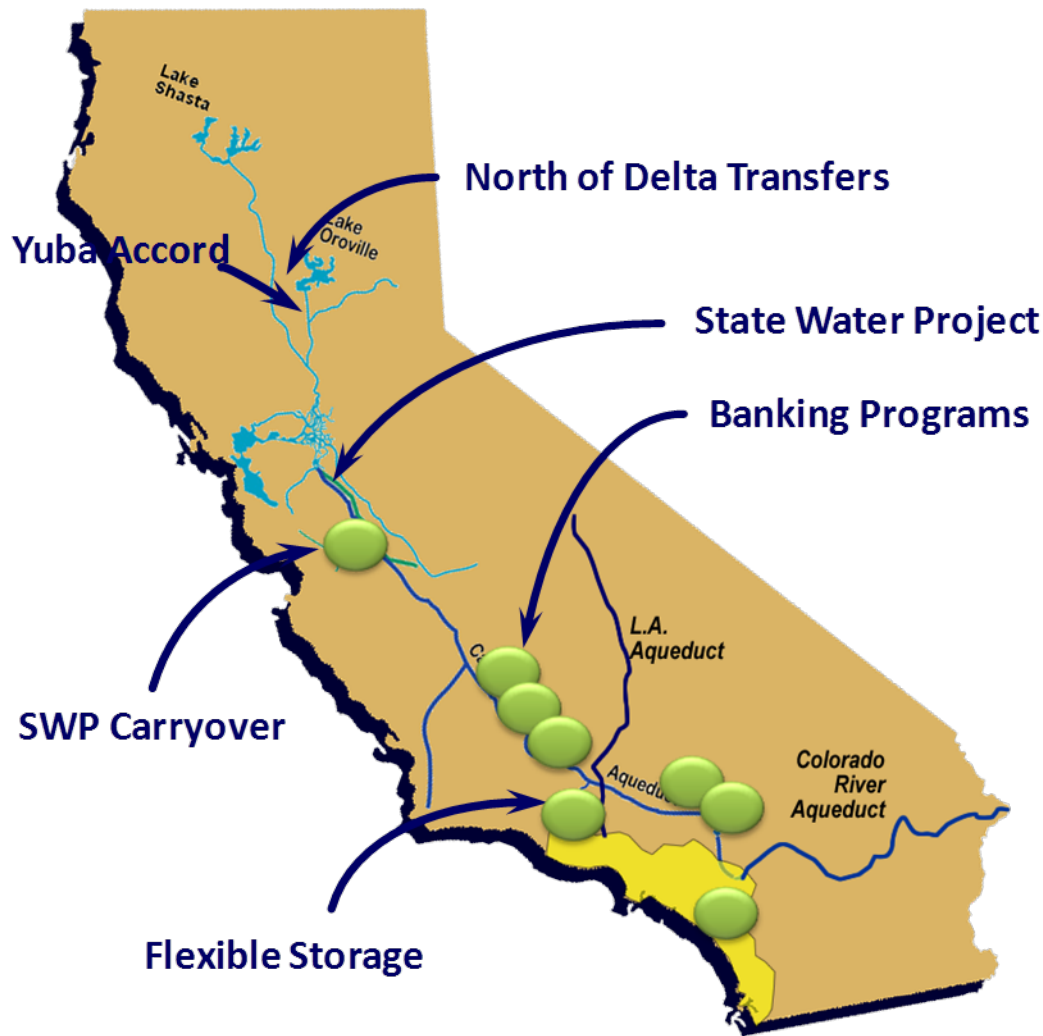 Lake
Shasta
North of Delta Transfers
Lake
Oroville
Yuba Accord
State Water Project
Banking Programs
L.A.
Aqueduct
SWP Carryover
Colorado
River
Aqueduct
Aqueduct
Flexible Storage